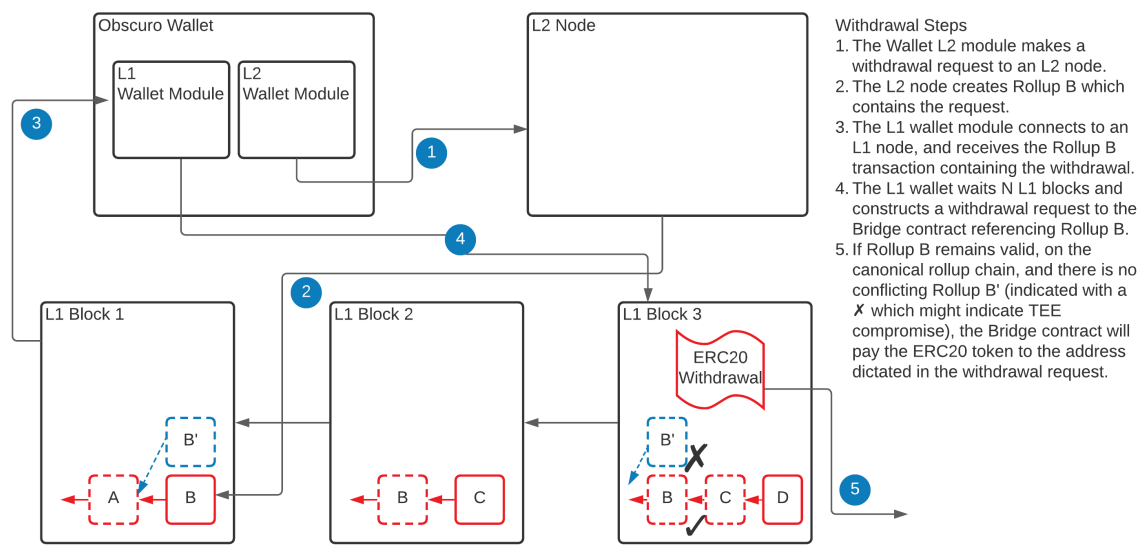 Obscuro Wallet
L1
Wallet Module
L2
Wallet Module
L2 Node
3
1
4
2
L1 Block 1
B'
A
B
L1 Block 2
B
C
L1 Block 3
ERC20
Withdrawal
B'
✗
B
C
D
✓
5
Withdrawal Steps
1. The Wallet L2 module makes a
withdrawal request to an L2 node.
2. The L2 node creates Rollup B which
contains the request.
3. The L1 wallet module connects to an
L1 node, and receives the Rollup B
transaction containing the withdrawal.
4. The L1 wallet waits N L1 blocks and
constructs a withdrawal request to the
Bridge contract referencing Rollup B.
5. If Rollup B remains valid, on the
canonical rollup chain, and there is no
conflicting Rollup B' (indicated with a
✗ which might indicate TEE
compromise), the Bridge contract will
pay the ERC20 token to the address
dictated in the withdrawal request.